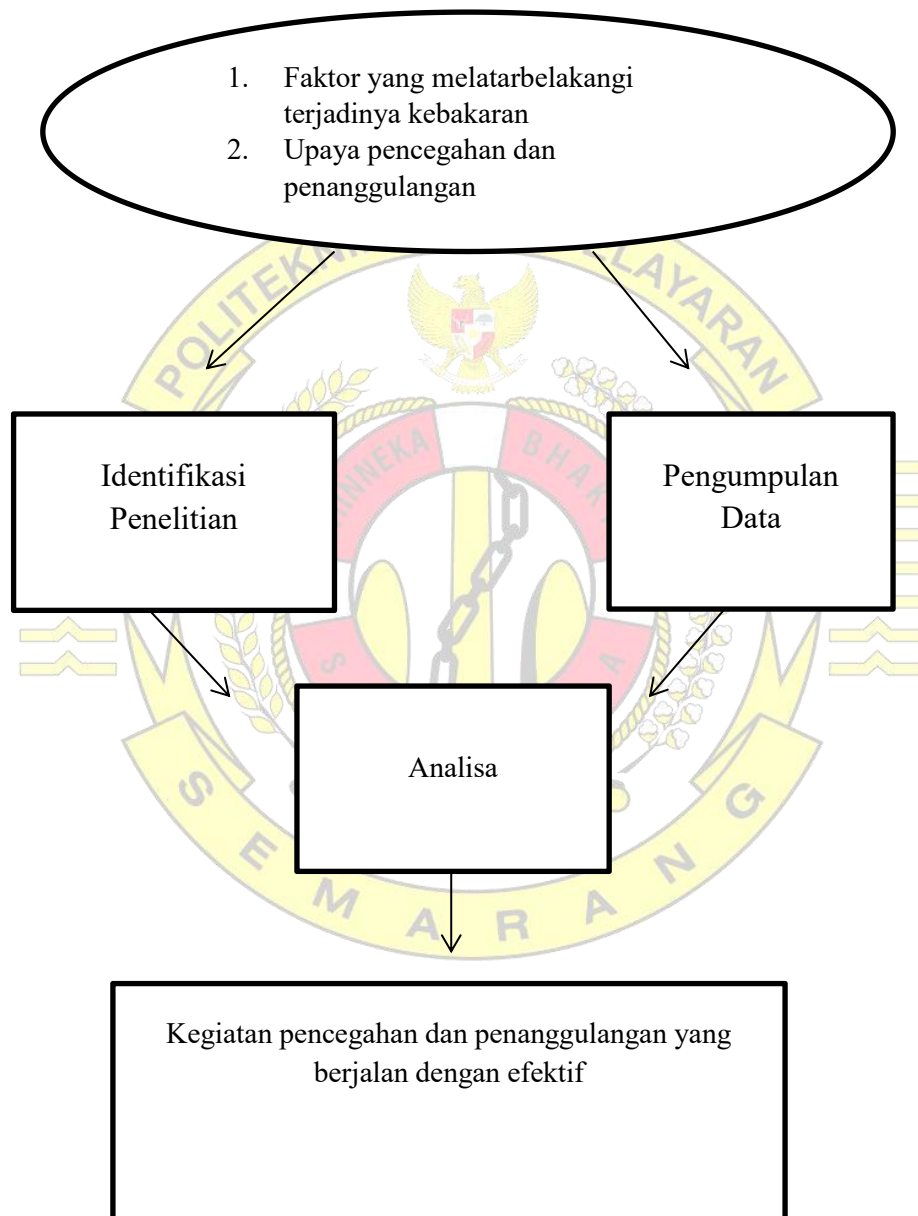 1. Faktor yang melatarbelakangi
terjadinya kebakaran
2. Upaya pencegahan dan
penanggulangan
Identifikasi
Penelitian
Pengumpulan
Data
Analisa
SEMARANG
Kegiatan pencegahan dan penanggulangan yang
berjalan dengan efektif